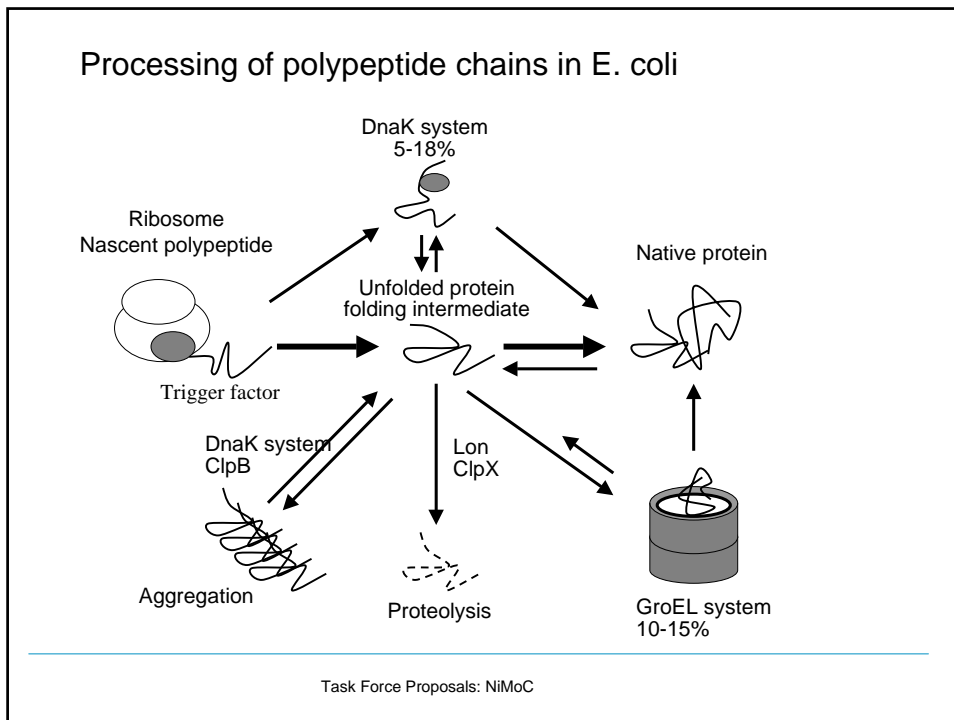 Processing of polypeptide chains in E. coli
DnaK system
5-18%
Ribosome
Nascent polypeptide
Native protein
Unfolded protein
folding intermediate
Trigger factor
DnaK system
ClpB
Lon
ClpX
Aggregation
Proteolysis
GroEL system
10-15%
Task Force Proposals: NiMoC